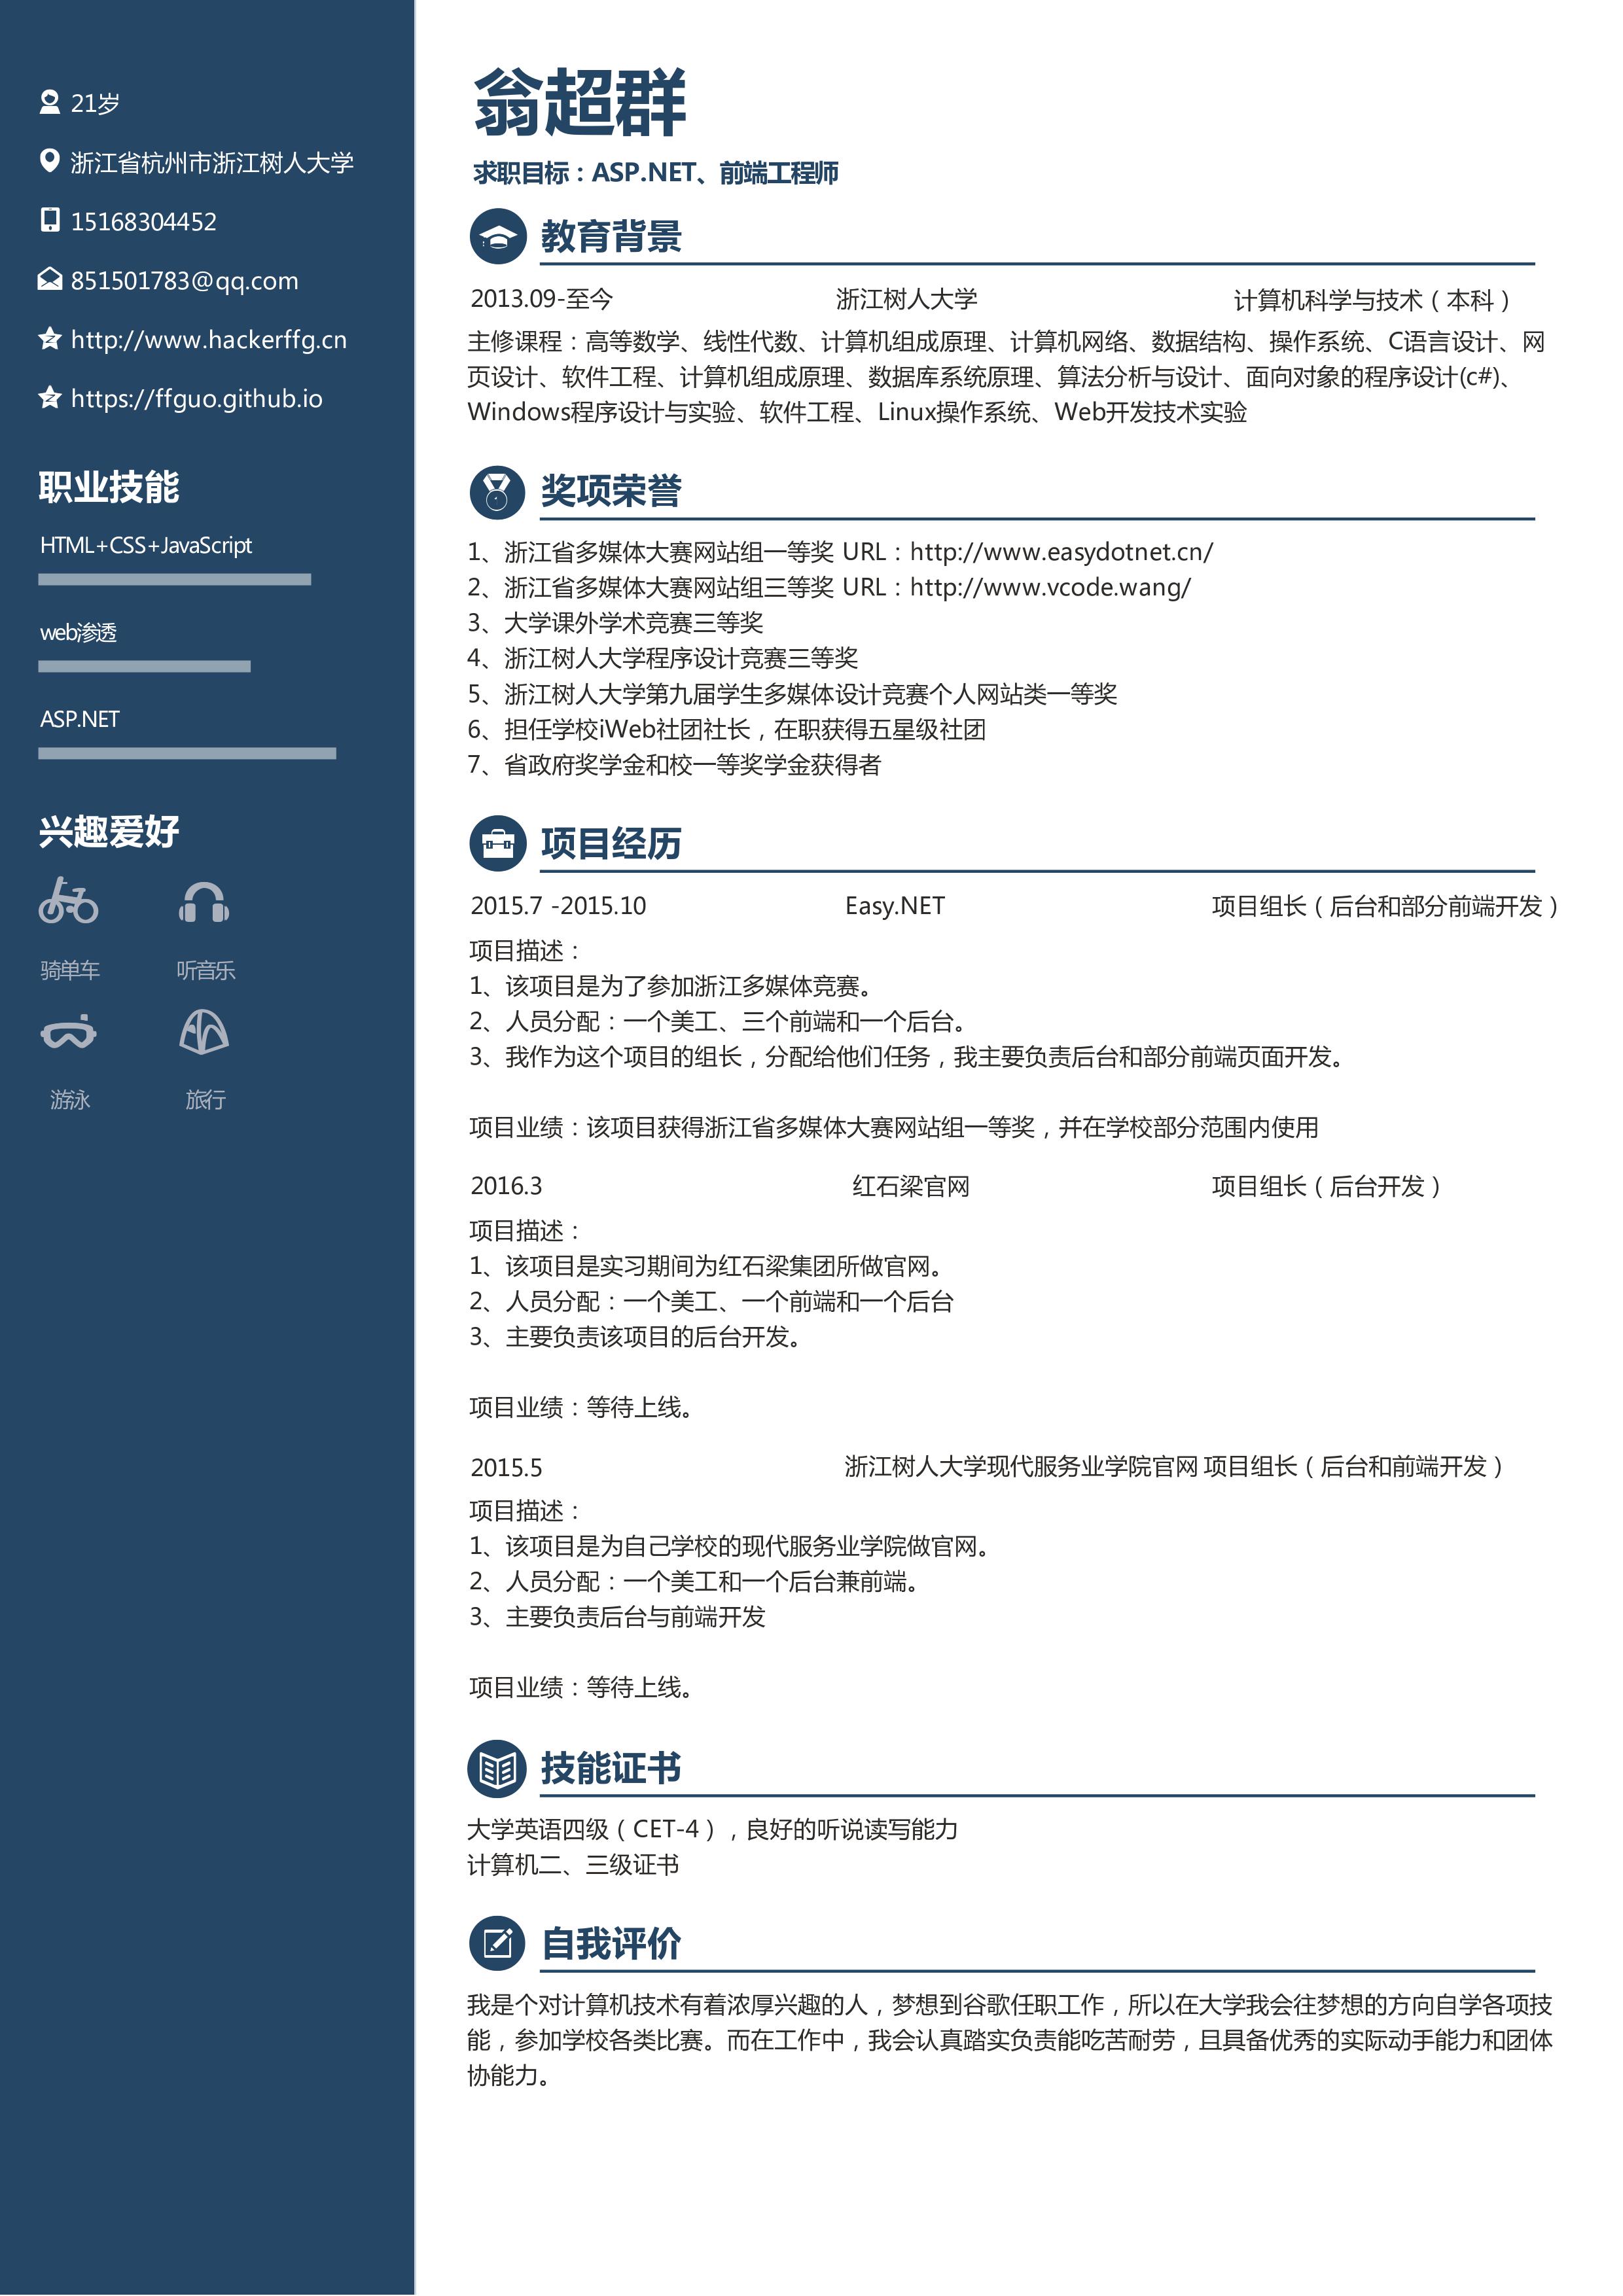 21岁
浙江省杭州市浙江树人大学
15168304452
851501783@qq.com
http://www.hackerffg.cn
https://ffguo.github.io
职业技能
HTML+CSS+JavaScript
web渗透
ASP.NET
兴趣爱好
骑单车 听音乐
游泳 旅行
翁超群
求职目标：ASP.NET、前端工程师
教育背景
2013.09-至今 浙江树人大学 计算机科学与技术（本科）
主修课程：高等数学、线性代数、计算机组成原理、计算机网络、数据结构、操作系统、C语言设计、网
页设计、软件工程、计算机组成原理、数据库系统原理、算法分析与设计、面向对象的程序设计(c#)、
Windows程序设计与实验、软件工程、Linux操作系统、Web开发技术实验
奖项荣誉
1、浙江省多媒体大赛网站组一等奖 URL：http://www.easydotnet.cn/
2、浙江省多媒体大赛网站组三等奖 URL：http://www.vcode.wang/
3、大学课外学术竞赛三等奖
4、浙江树人大学程序设计竞赛三等奖
5、浙江树人大学第九届学生多媒体设计竞赛个人网站类一等奖
6、担任学校iWeb社团社长，在职获得五星级社团
7、省政府奖学金和校一等奖学金获得者
项目经历
2015.7 -2015.10 Easy.NET 项目组长（后台和部分前端开发）
项目描述：
1、该项目是为了参加浙江多媒体竞赛。
2、人员分配：一个美工、三个前端和一个后台。
3、我作为这个项目的组长，分配给他们任务，我主要负责后台和部分前端页面开发。
项目业绩：该项目获得浙江省多媒体大赛网站组一等奖，并在学校部分范围内使用
2016.3 红石梁官网 项目组长（后台开发）
项目描述：
1、该项目是实习期间为红石梁集团所做官网。
2、人员分配：一个美工、一个前端和一个后台
3、主要负责该项目的后台开发。
项目业绩：等待上线。
2015.5 浙江树人大学现代服务业学院官网 项目组长（后台和前端开发）
项目描述：
1、该项目是为自己学校的现代服务业学院做官网。
2、人员分配：一个美工和一个后台兼前端。
3、主要负责后台与前端开发
项目业绩：等待上线。
技能证书
大学英语四级（CET-4），良好的听说读写能力
计算机二、三级证书
自我评价
我是个对计算机技术有着浓厚兴趣的人，梦想到谷歌任职工作，所以在大学我会往梦想的方向自学各项技
能，参加学校各类比赛。而在工作中，我会认真踏实负责能吃苦耐劳，且具备优秀的实际动手能力和团体
协能力。